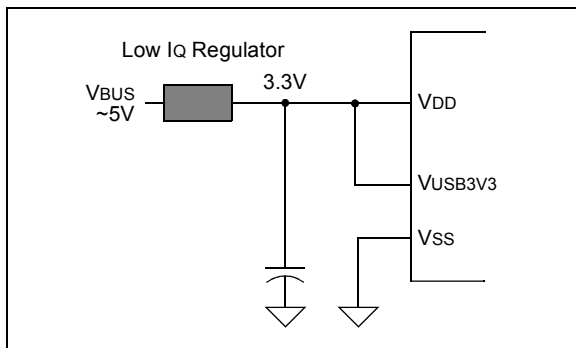 Low IQ Regulator
3.3V
VBUS
~5V
VDD
VUSB3V3
VSS